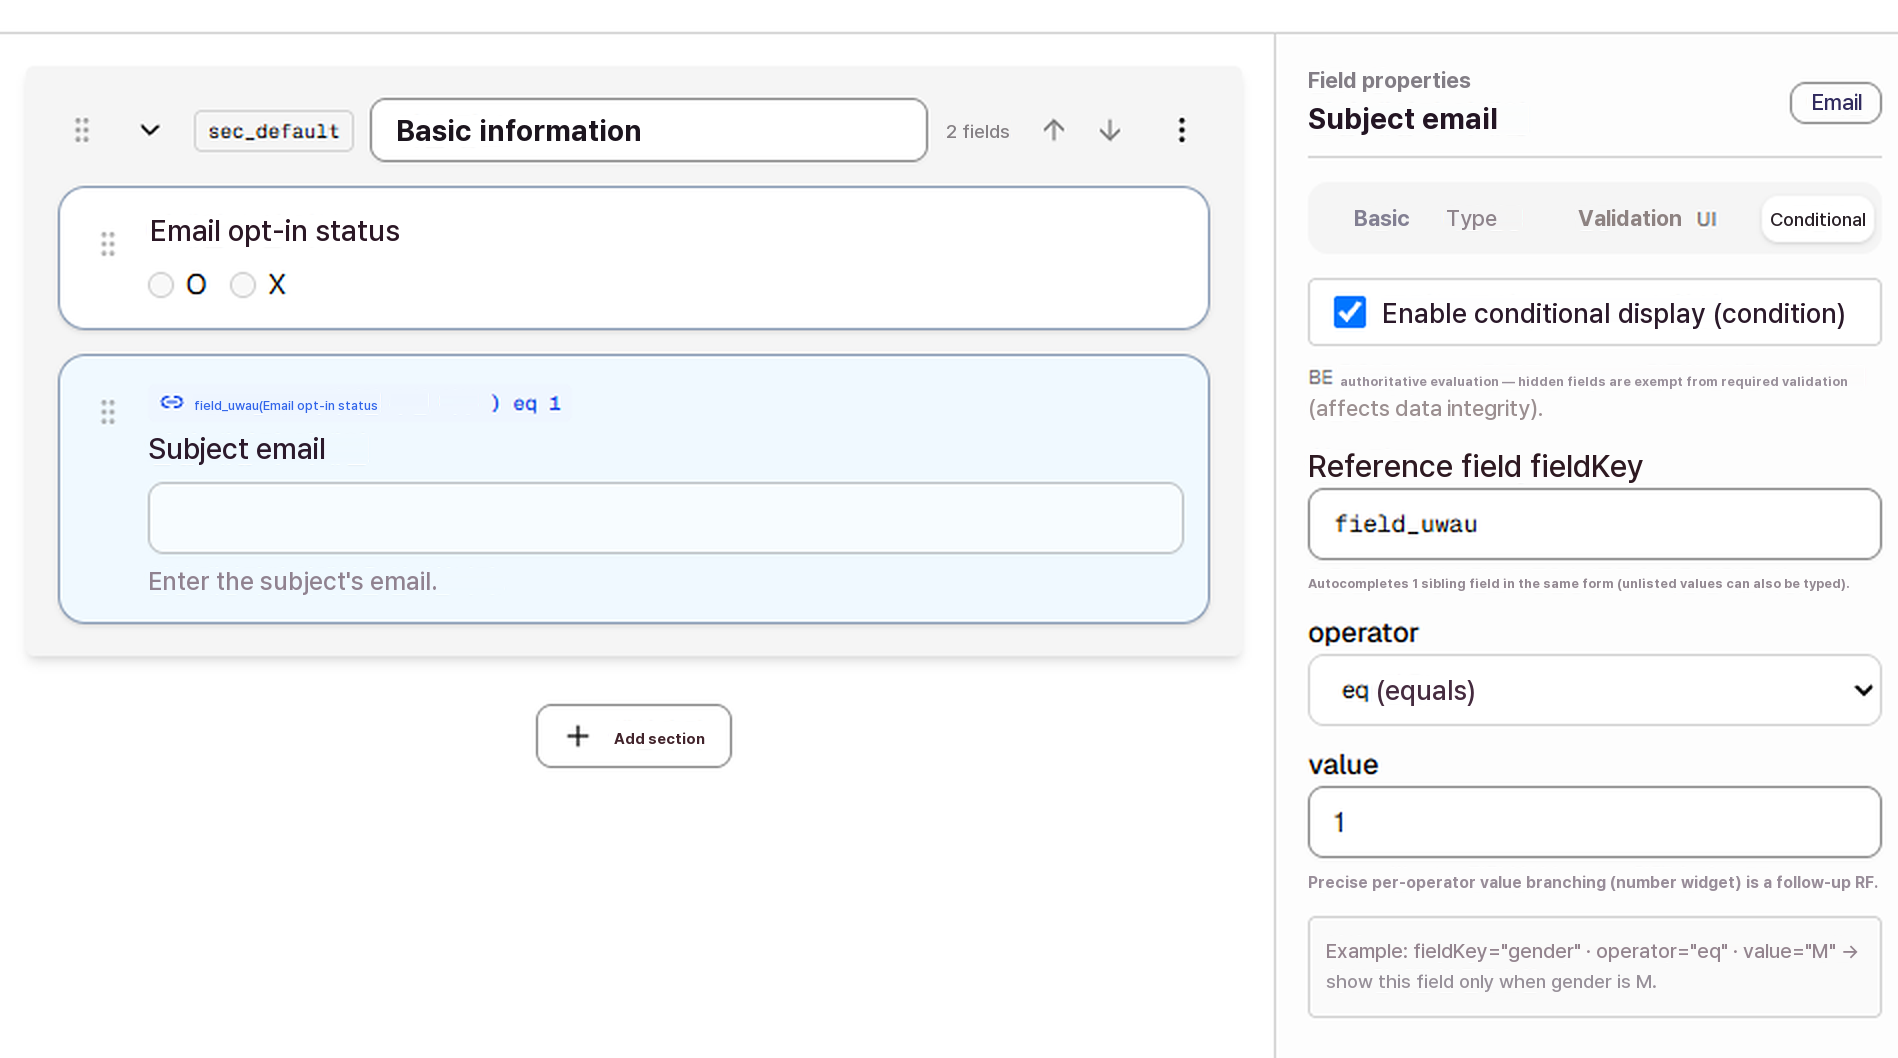 sec_default
Basic information
2 fields
Email opt-in status
O X
field_uwau(Email opt-in status ) eq 1
Subject email
Enter the subject's email.
Add section
Field properties
Subject email
Email
Basic Type Validation UI Conditional
Enable conditional display (condition)
BE authoritative evaluation — hidden fields are exempt from required validation
(affects data integrity).
Reference field fieldKey
field_uwau
Autocompletes 1 sibling field in the same form (unlisted values can also be typed).
operator
eq (equals)
value
1
Precise per-operator value branching (number widget) is a follow-up RF.
Example: fieldKey="gender" · operator="eq" · value="M" →
show this field only when gender is M.